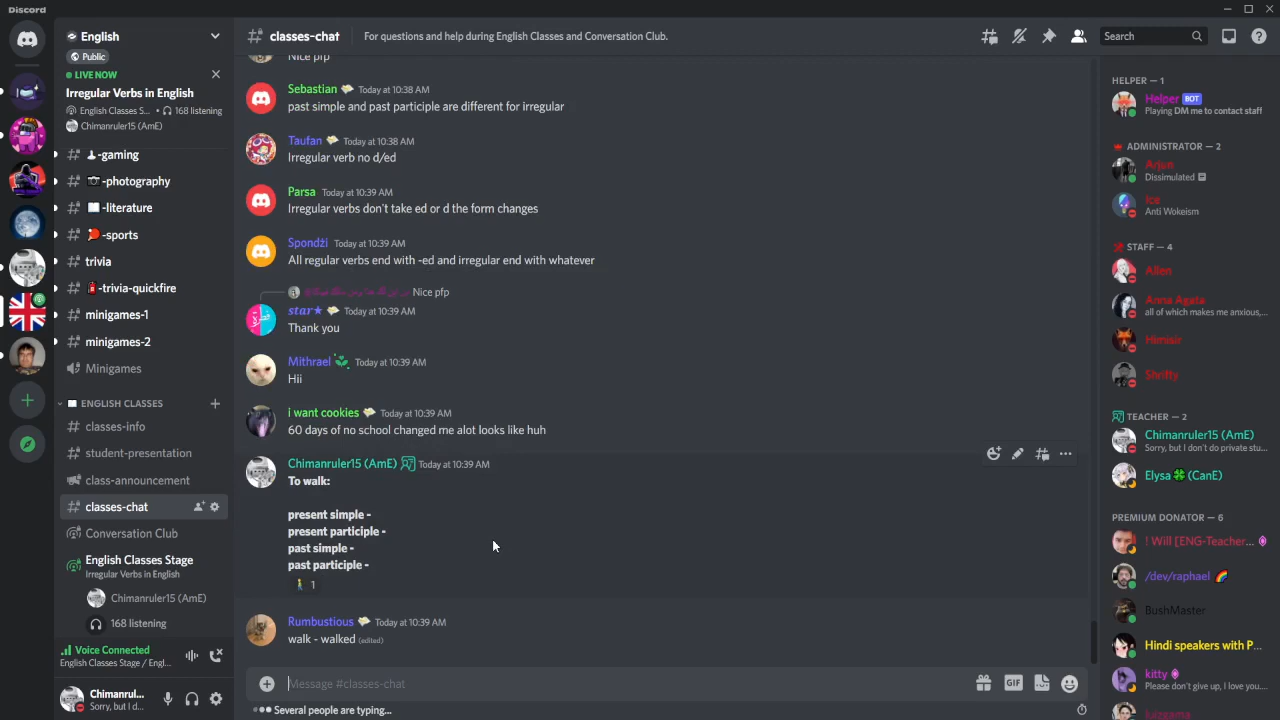 Discord
English
Public
LIVE NOW
Irregular Verbs in English
English Classes S... • 168 listening
Chimanruler15 (AmE)
-gaming
-photography
-literature
-sports
trivia
-trivia-quickfire
minigames-1
minigames-2
Minigames
ENGLISH CLASSES
classes-info
student-presentation
class-announcement
classes-chat
Conversation Club
English Classes Stage
Irregular Verbs in English
Chimanruler15 (AmE)
168 listening
Voice Connected
English Classes Stage / Engl...
Chimanrul...
Sorry, but I d...
classes-chat
For questions and help during English Classes and Conversation Club.
Search
Nice pfp
Sebastian Today at 10:38 AM
past simple and past participle are different for irregular
Taufan Today at 10:38 AM
Irregular verb no d/ed
Parsa Today at 10:39 AM
Irregular verbs don't take ed or d the form changes
Spondżi Today at 10:39 AM
All regular verbs end with -ed and irregular end with whatever
Nice pfp
star★ Today at 10:39 AM
Thank you
Mithrael Today at 10:39 AM
Hii
i want cookies Today at 10:39 AM
60 days of no school changed me alot looks like huh
Chimanruler15 (AmE) Today at 10:39 AM
To walk:
present simple -
present participle -
past simple -
past participle -
1
Rumbustious Today at 10:39 AM
walk - walked (edited)
Message #classes-chat
GIF
Several people are typing...
HELPER — 1
Helper BOT
Playing DM me to contact staff
ADMINISTRATOR — 2
Arjun
Dissimulated
Ice
Anti Wokeism
STAFF — 4
Allen
Anna Agata
all of which makes me anxious,...
Himisir
Shrifty
TEACHER — 2
Chimanruler15 (AmE)
Sorry, but I don't do private stu...
Elysa (CanE)
PREMIUM DONATOR — 6
! Will [ENG-Teacher...
/dev/raphael
BushMaster
Hindi speakers with P...
kitty
Please don't give up, I love you...